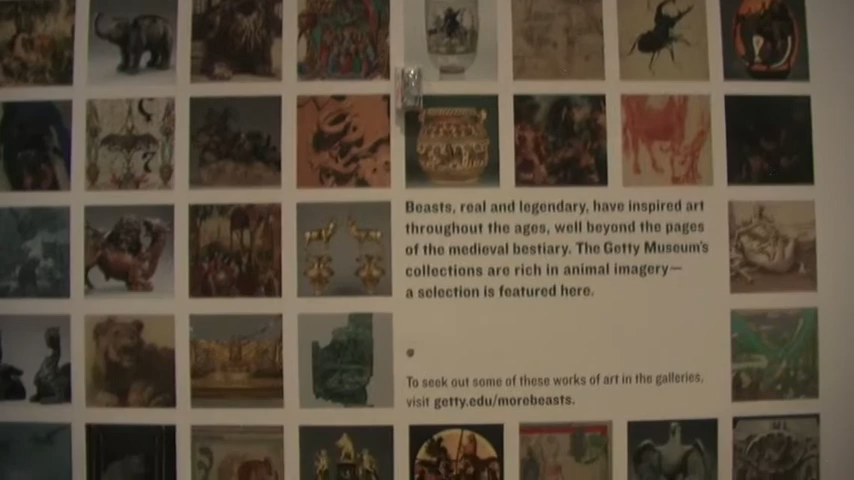 Beasts, real and legendary, have inspired art
throughout the ages, well beyond the pages
of the medieval bestiary. The Getty Museum's
collections are rich in animal imagery—
a selection is featured here.
To seek out some of these works of art in the galleries,
visit getty.edu/morebeasts.